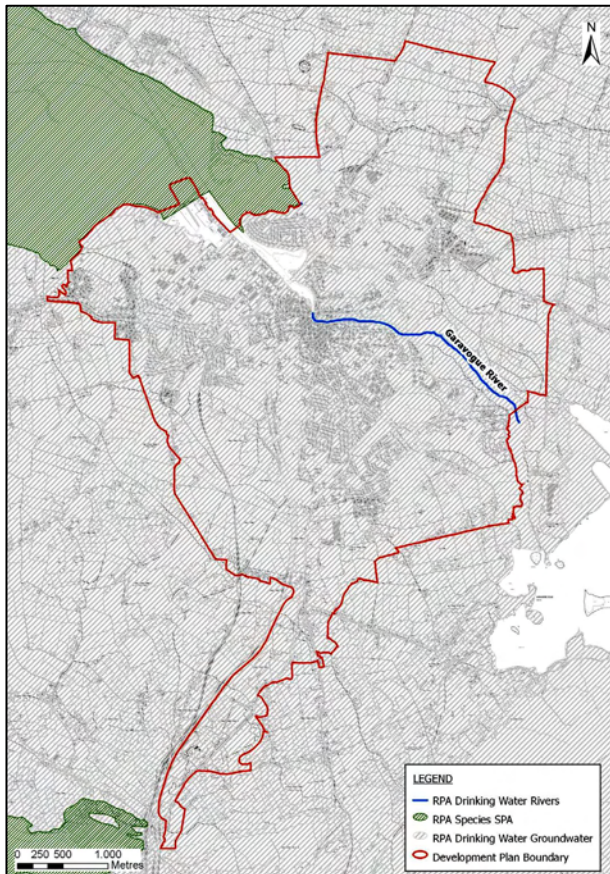 N
Garavogue River
LEGEND
RPA Drinking Water Rivers
RPA Species SPA
RPA Drinking Water Groundwater
Development Plan Boundary
0 250 500 1,000
Metres